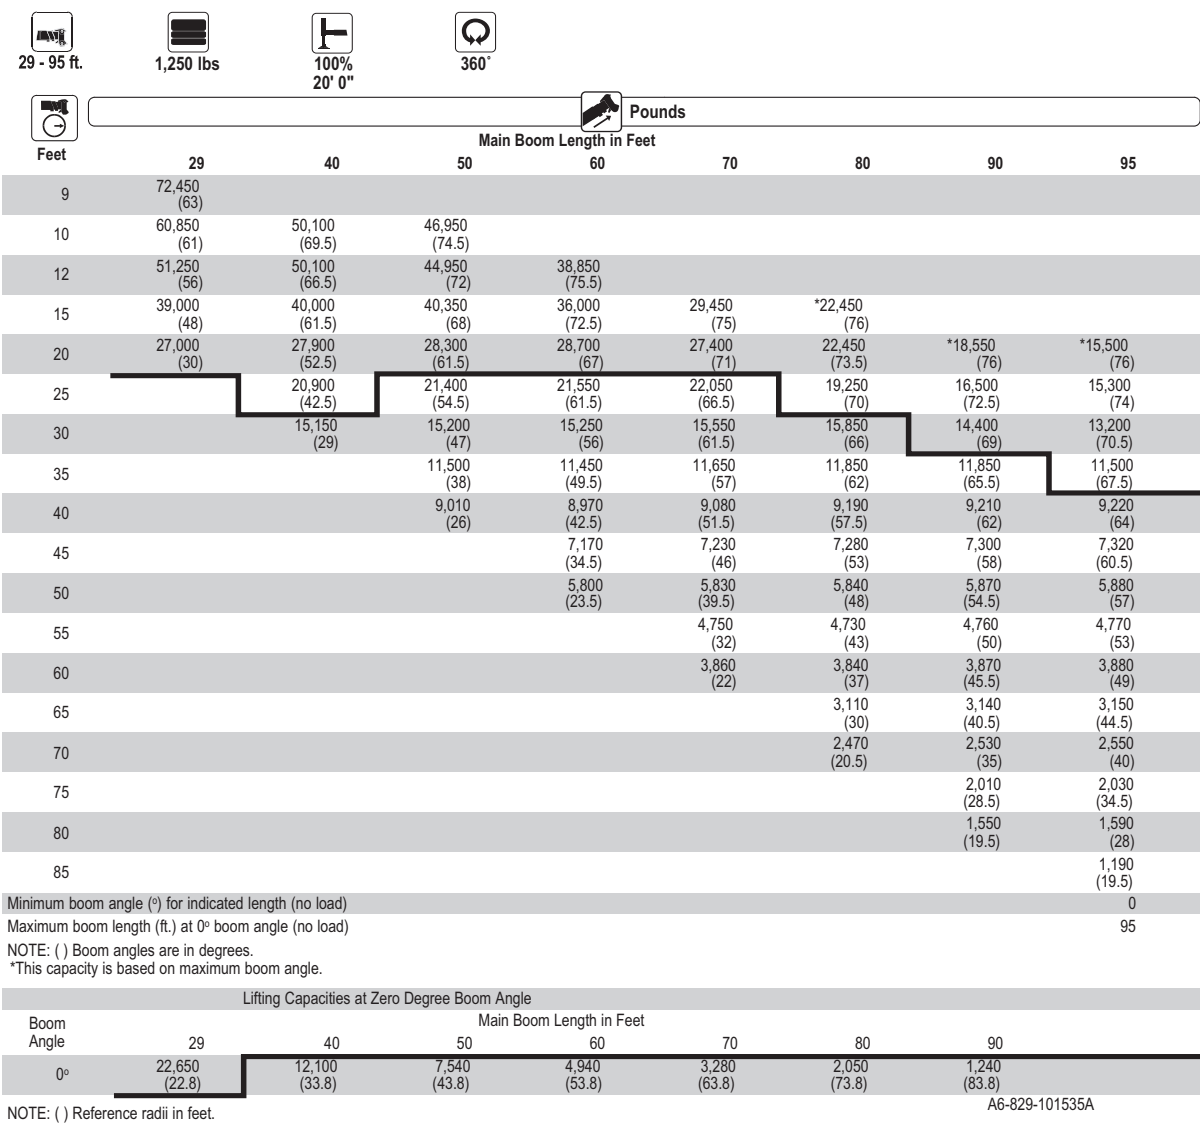 29 - 95 ft. 1,250 lbs 100% 360˚
20' 0"
Pounds
Feet Main Boom Length in Feet
29 40 50 60 70 80 90 95
9 72,450
(63)
10 60,850 50,100 46,950
(61) (69.5) (74.5)
12 51,250 50,100 44,950 38,850
(56) (66.5) (72) (75.5)
15 39,000 40,000 40,350 36,000 29,450 *22,450
(48) (61.5) (68) (72.5) (75) (76)
20 27,000 27,900 28,300 28,700 27,400 22,450 *18,550 *15,500
(30) (52.5) (61.5) (67) (71) (73.5) (76) (76)
25 20,900 21,400 21,550 22,050 19,250 16,500 15,300
(42.5) (54.5) (61.5) (66.5) (70) (72.5) (74)
30 15,150 15,200 15,250 15,550 15,850 14,400 13,200
(29) (47) (56) (61.5) (66) (69) (70.5)
35 11,500 11,450 11,650 11,850 11,850 11,500
(38) (49.5) (57) (62) (65.5) (67.5)
40 9,010 8,970 9,080 9,190 9,210 9,220
(26) (42.5) (51.5) (57.5) (62) (64)
45 7,170 7,230 7,280 7,300 7,320
(34.5) (46) (53) (58) (60.5)
50 5,800 5,830 5,840 5,870 5,880
(23.5) (39.5) (48) (54.5) (57)
55 4,750 4,730 4,760 4,770
(32) (43) (50) (53)
60 3,860 3,840 3,870 3,880
(22) (37) (45.5) (49)
65 3,110 3,140 3,150
(30) (40.5) (44.5)
70 2,470 2,530 2,550
(20.5) (35) (40)
75 2,010 2,030
(28.5) (34.5)
80 1,550 1,590
(19.5) (28)
85 1,190
(19.5)
Minimum boom angle (º) for indicated length (no load) 0
Maximum boom length (ft.) at 0º boom angle (no load) 95
NOTE: ( ) Boom angles are in degrees.
*This capacity is based on maximum boom angle.
Lifting Capacities at Zero Degree Boom Angle
Boom Main Boom Length in Feet
Angle 29 40 50 60 70 80 90
0º 22,650 12,100 7,540 4,940 3,280 2,050 1,240
(22.8) (33.8) (43.8) (53.8) (63.8) (73.8) (83.8)
NOTE: ( ) Reference radii in feet. A6-829-101535A